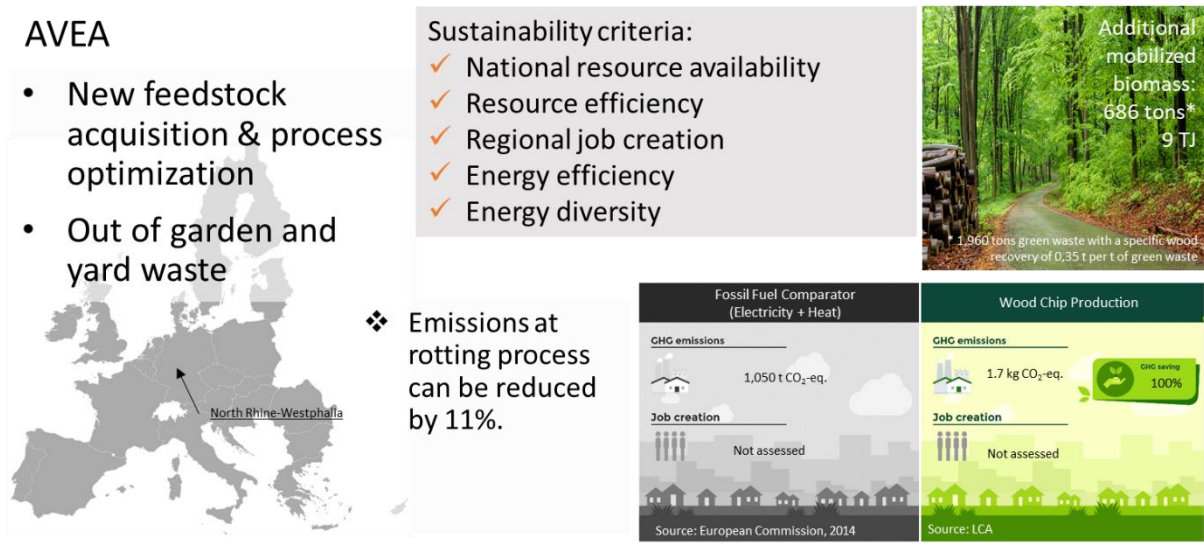 AVEA
• New feedstock
acquisition & process
optimization
• Out of garden and
yard waste
North Rhine-Westphalia
Sustainability criteria:
✓ National resource availability
✓ Resource efficiency
✓ Regional job creation
✓ Energy efficiency
✓ Energy diversity
❖ Emissions at
rotting process
can be reduced
by 11%.
Additional
mobilized
biomass:
686 tons*
9 TJ
* 1,960 tons green waste with a specific wood
recovery of 0,35 t per t of green waste
Fossil Fuel Comparator
(Electricity + Heat)
GHG emissions
1,050 t CO₂-eq.
Job creation
Not assessed
Source: European Commission, 2014
Wood Chip Production
GHG emissions
1.7 kg CO₂-eq.
GHG saving
100%
Job creation
Not assessed
Source: LCA